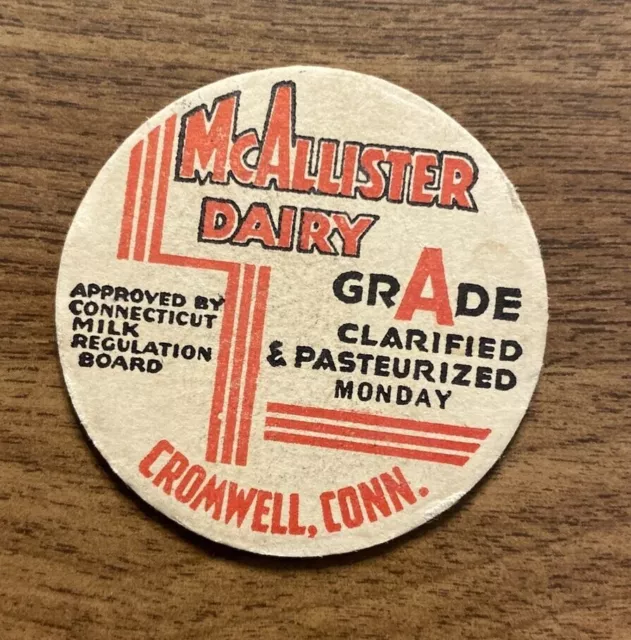 McALLISTER
DAIRY
APPROVED BY
CONNECTICUT
MILK
REGULATION
BOARD
GRADE
CLARIFIED
& PASTEURIZED
MONDAY
CROMWELL, CONN.